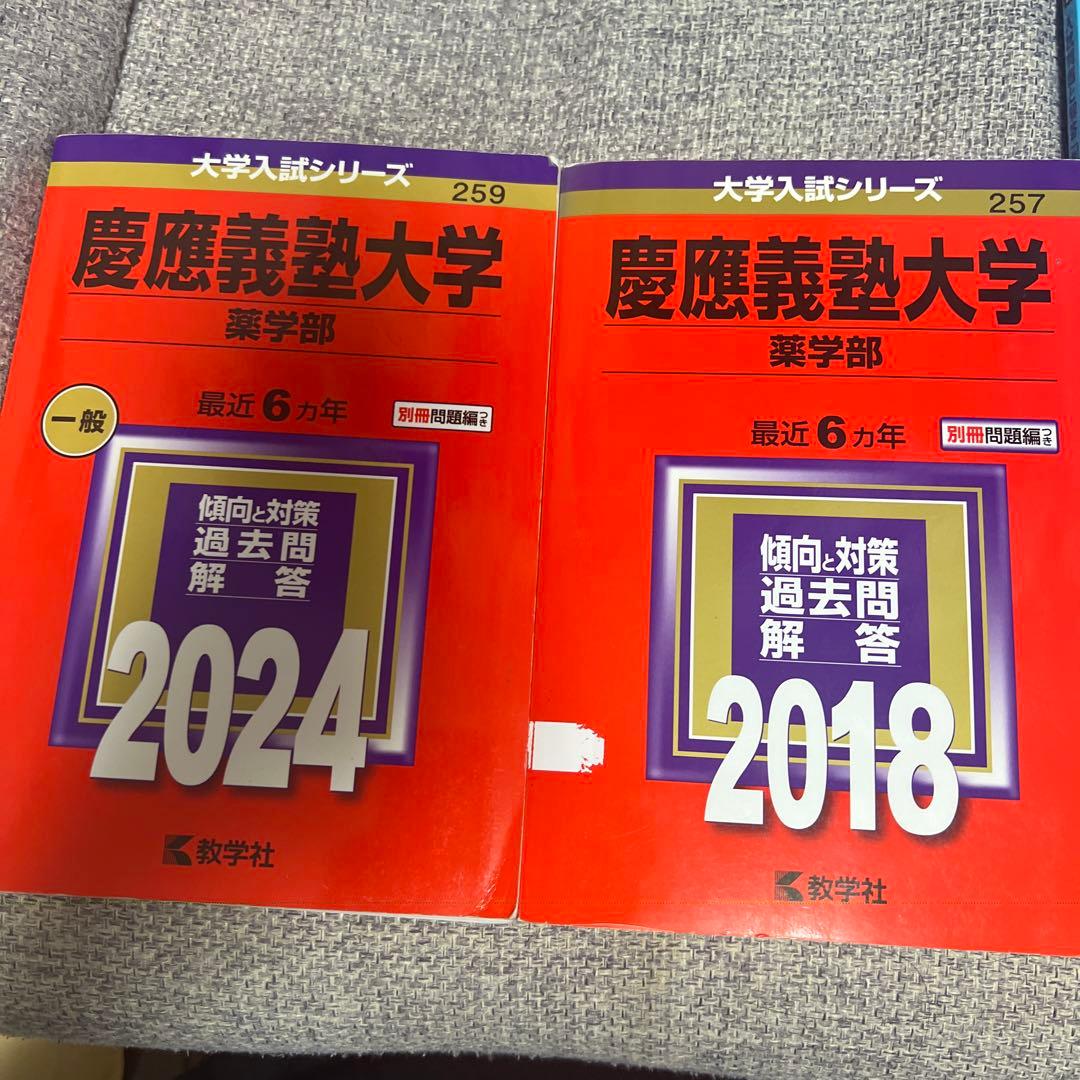 大学入試シリーズ
259
慶應義塾大学
薬学部
一般
最近6ヵ年
別冊問題編つき
傾向と対策
過去問
解答
2024
教学社
大学入試シリーズ
257
慶應義塾大学
薬学部
最近6ヵ年
別冊問題編つき
傾向と対策
過去問
解答
2018
教学社